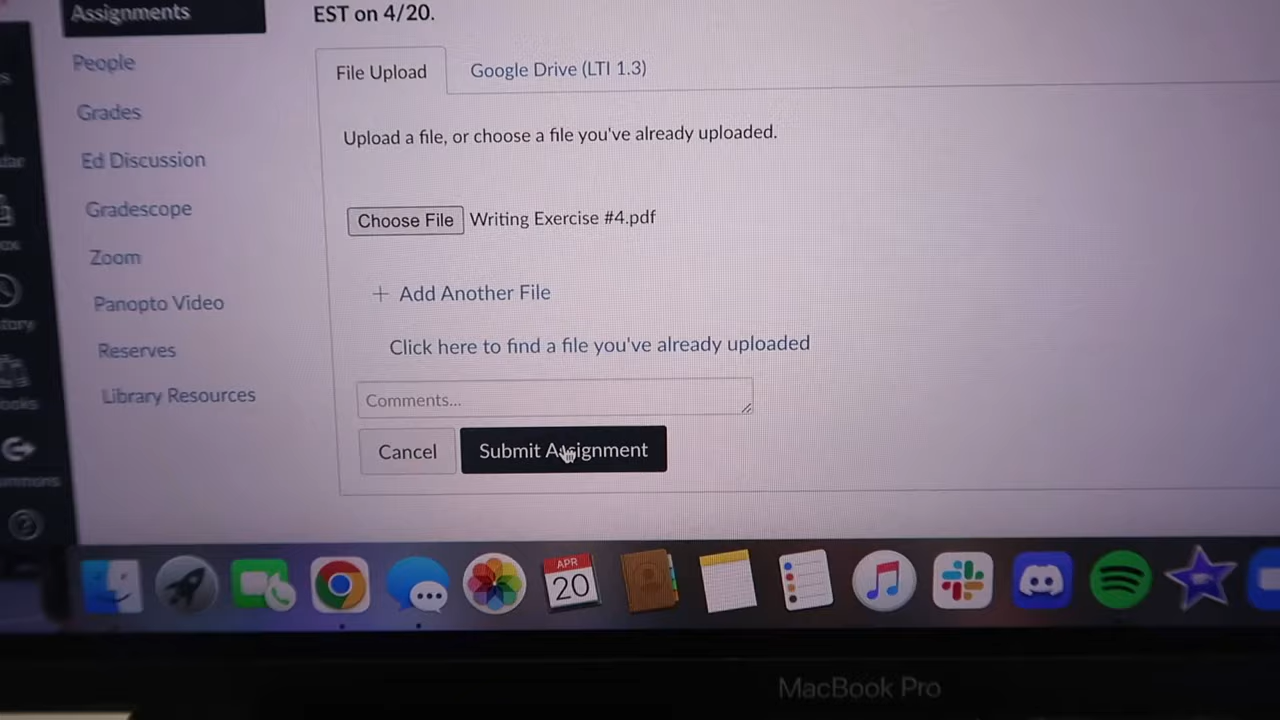 Assignments
EST on 4/20.
People
File Upload
Google Drive (LTI 1.3)
Grades
Upload a file, or choose a file you've already uploaded.
Ed Discussion
Gradescope
Choose File Writing Exercise #4.pdf
Zoom
+ Add Another File
Panopto Video
Click here to find a file you've already uploaded
Reserves
Library Resources
Comments...
Cancel
Submit Assignment
APR
20
MacBook Pro